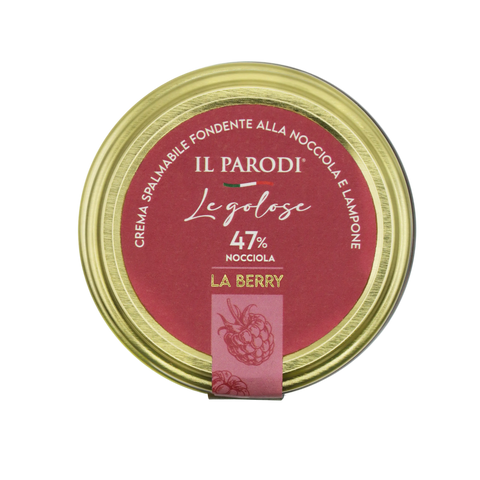 CREMA SPALMABILE FONDENTE ALLA NOCCIOLA E LAMPONE
IL PARODI®
Le golose
47%
NOCCIOLA
LA BERRY